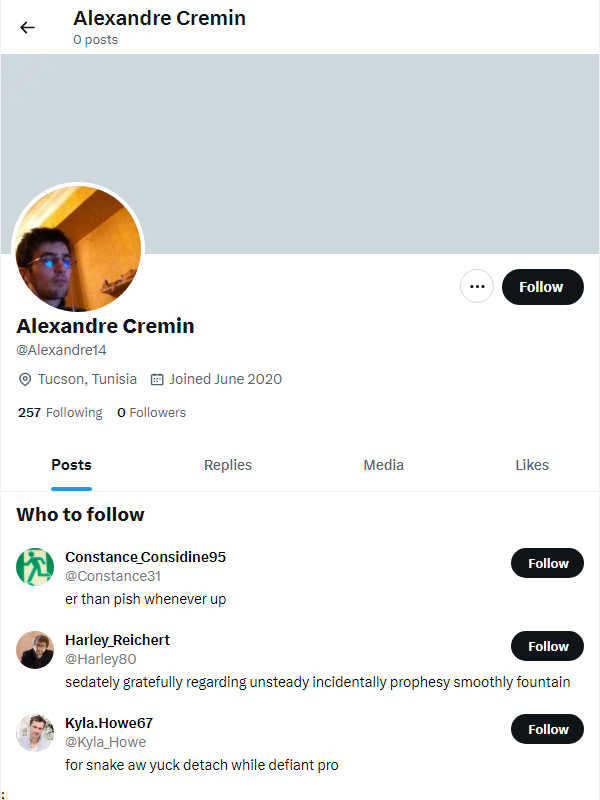 Alexandre Cremin
0 posts
Follow
Alexandre Cremin
@Alexandre14
Tucson, Tunisia Joined June 2020
257 Following 0 Followers
Posts Replies Media Likes
Who to follow
Constance_Considine95
@Constance31
Follow
er than pish whenever up
Harley_Reichert
@Harley80
Follow
sedately gratefully regarding unsteady incidentally prophesy smoothly fountain
Kyla.Howe67
@Kyla_Howe
Follow
for snake aw yuck detach while defiant pro
;